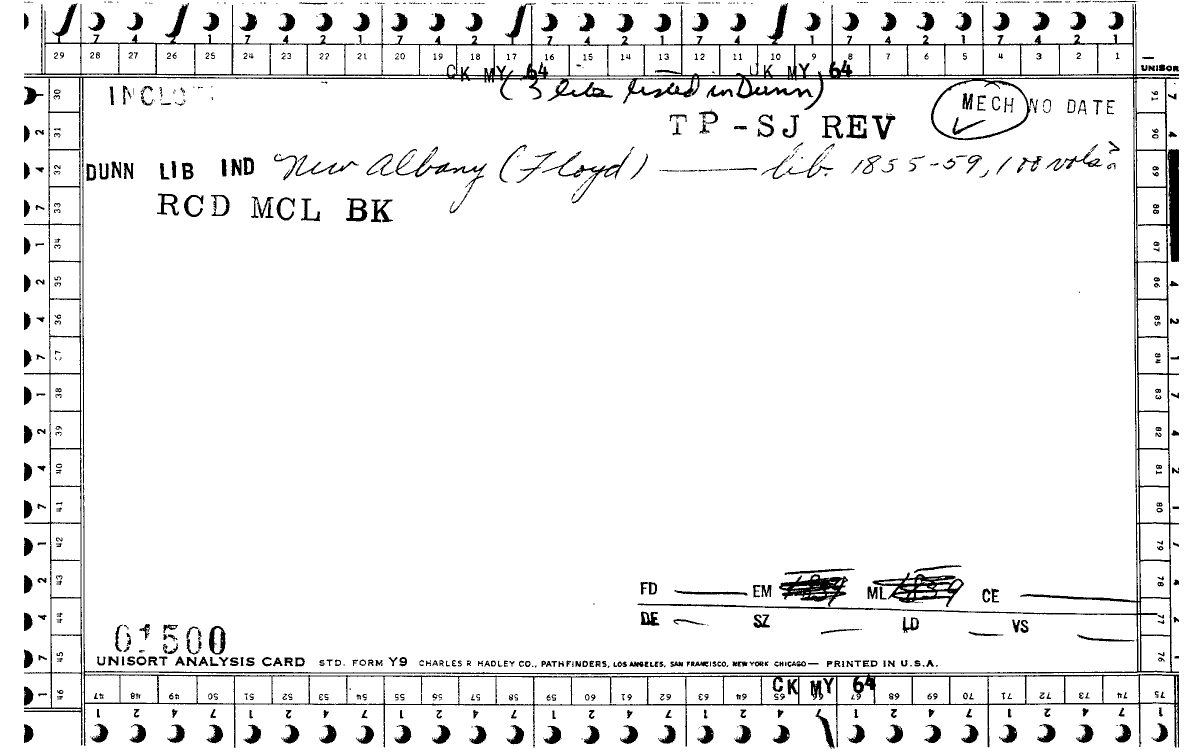 7 4 2 1 7 4 2 1 7 4 2 1 7 4 2 1 7 4 2 1 7 4 2 1 7 4 2 1
29 28 27 26 25 24 23 22 21 20 19 18 17 16 15 14 13 12 11 10 9 8 7 6 5 4 3 2 1
CK MY 64 CK MY 64
UNISOR
(3 libs listed in Dunn)
MECH NO DATE
TP-SJ REV
DUNN LIB IND New Albany (Floyd) —— lib. 1855-59, 100 vols?
RCD MCL BK
30 31 32 33 34 35 36 37 38 39 40 41 42 43 44 45 46
91 90 89 88 87 86 85 84 83 82 81 80 79 78 77 76 75
FD —— EM ML 1859 CE ——
DE — SZ — LD — VS —
01500
UNISORT ANALYSIS CARD STD. FORM Y9 CHARLES R HADLEY CO., PATHFINDERS, LOS ANGELES, SAN FRANCISCO, NEW YORK CHICAGO — PRINTED IN U.S.A.
CK MY 64
47 48 49 50 51 52 53 54 55 56 57 58 59 60 61 62 63 64 65 66 67 68 69 70 71 72 73 74
1 2 4 7 1 2 4 7 1 2 4 7 1 2 4 7 1 2 4 7 1 2 4 7 1 2 4 7 1